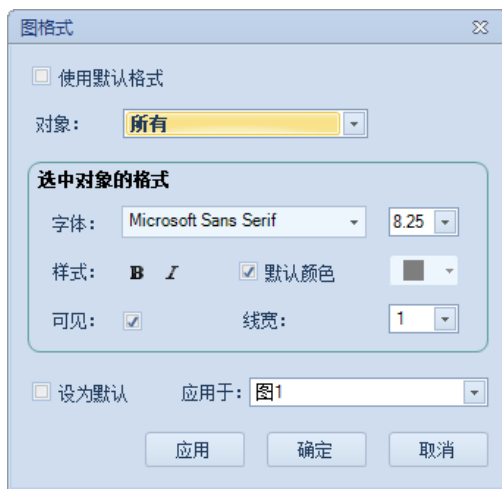 图格式
使用默认格式
对象： 所有
选中对象的格式
字体： Microsoft Sans Serif 8.25
样式： B I 默认颜色
可见： 线宽： 1
设为默认 应用于： 图1
应用 确定 取消